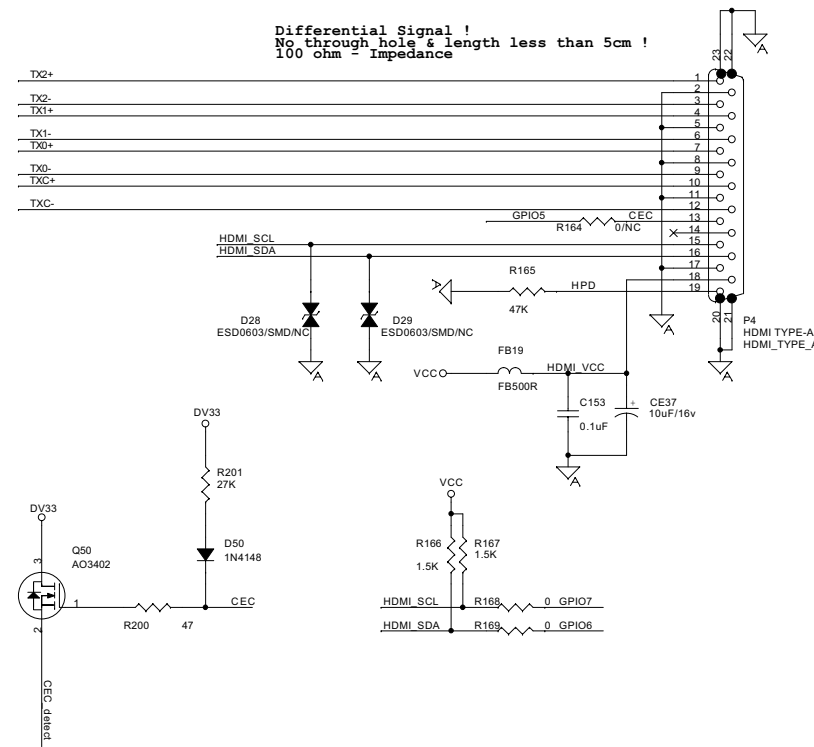 Differential Signal !
No through hole & length less than 5cm !
100 ohm - Impedance
23
22
A
TX2+
1
2
TX2-
3
TX1+
4
5
TX1-
6
TX0+
7
8
TX0-
9
TXC+
10
11
TXC-
12
GPIO5
CEC
13
R164
0/NC
14
HDMI_SCL
15
HDMI_SDA
16
17
R165
18
A
HPD
19
47K
20
21
P4
HDMI TYPE-A
HDMI_TYPE_A
D28
ESD0603/SMD/NC
D29
ESD0603/SMD/NC
A
A
A
A
FB19
VCC
HDMI_VCC
FB500R
C153
0.1uF
+
CE37
10uF/16v
A
DV33
R201
27K
D50
1N4148
DV33
Q50
AO3402
3
1
2
R200
47
CEC
CEC_detect
VCC
R166
1.5K
R167
1.5K
HDMI_SCL
R168
0
GPIO7
HDMI_SDA
R169
0
GPIO6